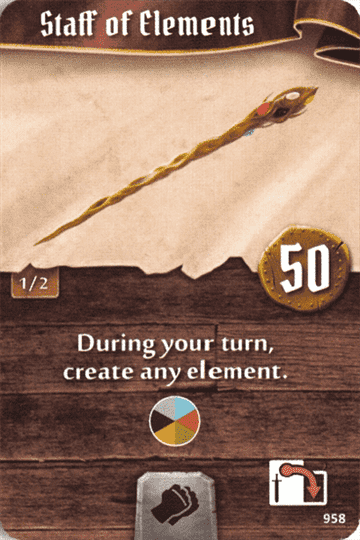 Staff of Elements
1/2
50
During your turn,
create any element.
958